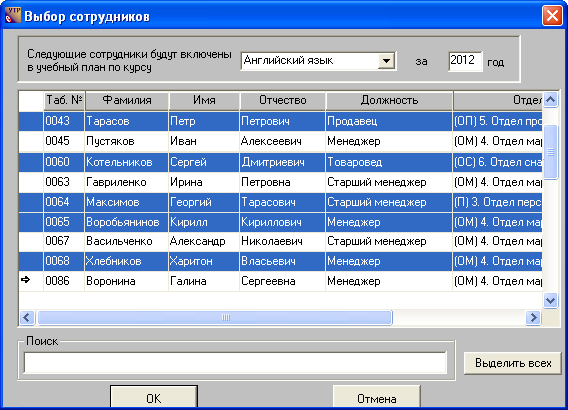 VIP
Выбор сотрудников
Следующие сотрудники будут включены
в учебный план по курсу
Английский язык
за
2012
год
Таб. № Фамилия Имя Отчество Должность Отдел
0043 Тарасов Петр Петрович Продавец (ОП) 5. Отдел про
0045 Пустяков Иван Алексеевич Менеджер (ОМ) 4. Отдел мар
0060 Котельников Сергей Дмитриевич Товаровед (ОС) 6. Отдел сна
0063 Гавриленко Ирина Петровна Старший менеджер (ОМ) 4. Отдел мар
0064 Максимов Георгий Тарасович Старший менеджер (П) 3. Отдел перс
0065 Воробьянинов Кирилл Кириллович Менеджер (ОМ) 4. Отдел мар
0067 Васильченко Александр Николаевич Старший менеджер (ОМ) 4. Отдел мар
0068 Хлебников Харитон Власьевич Менеджер (ОМ) 4. Отдел мар
0086 Воронина Галина Сергеевна Менеджер (ОМ) 4. Отдел мар
Поиск
Выделить всех
OK
Отмена